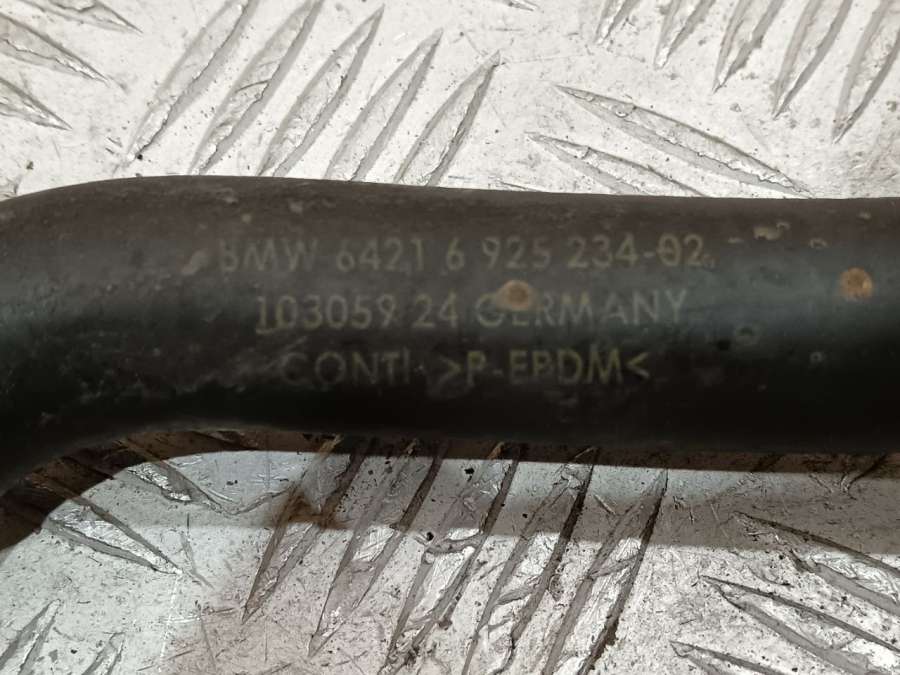 BMW 6421 6 925 234-02
103059 24 GERMANY
CONTI >P-EPDM<